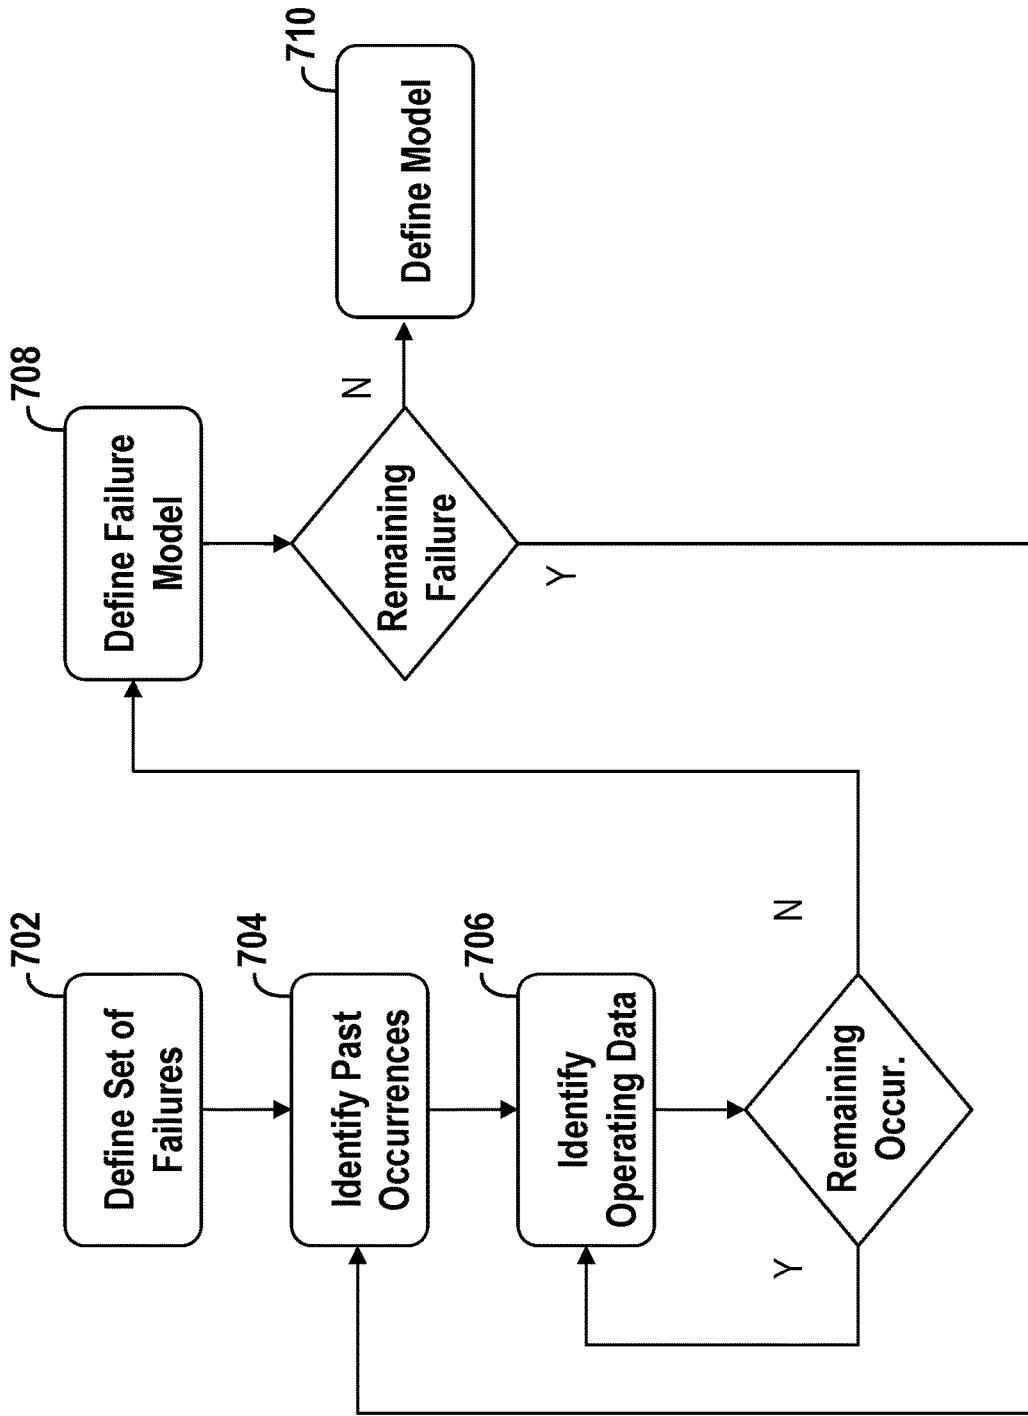 702
Define Set of
Failures
704
Identify Past
Occurrences
706
Identify
Operating Data
Remaining
Occur.
Y
N
708
Define Failure
Model
Remaining
Failure
Y
N
710
Define Model